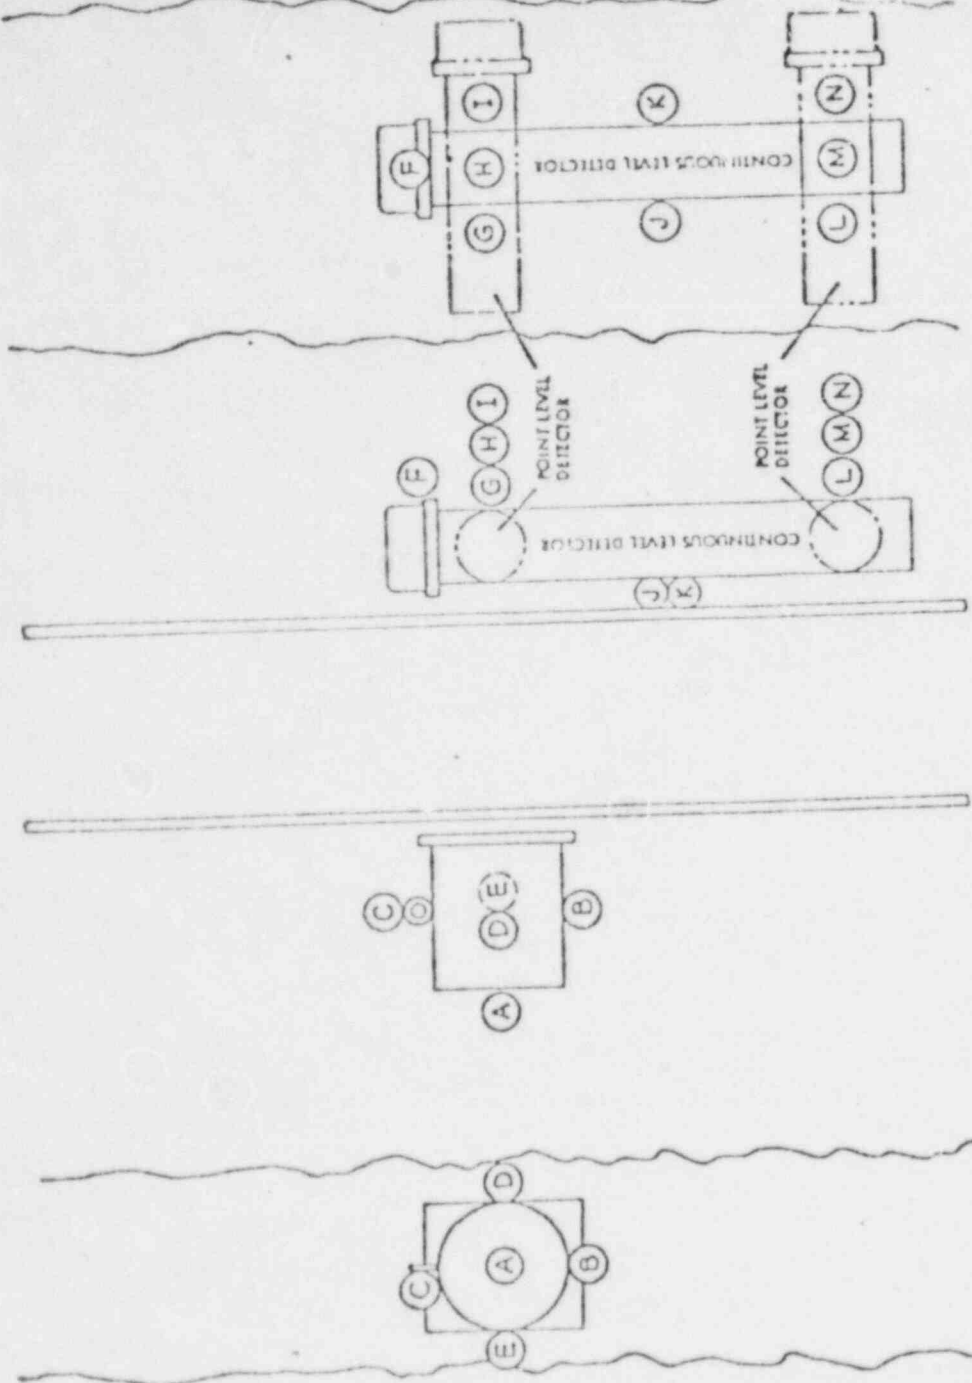 F
G H I
CONTINUOUS LEVEL DETECTOR
J K
L M N
F
G H I
POINT LEVEL
DETECTOR
CONTINUOUS LEVEL DETECTOR
J K
POINT LEVEL
DETECTOR
L M N
C
D E
B
A
D
C
A
B
E